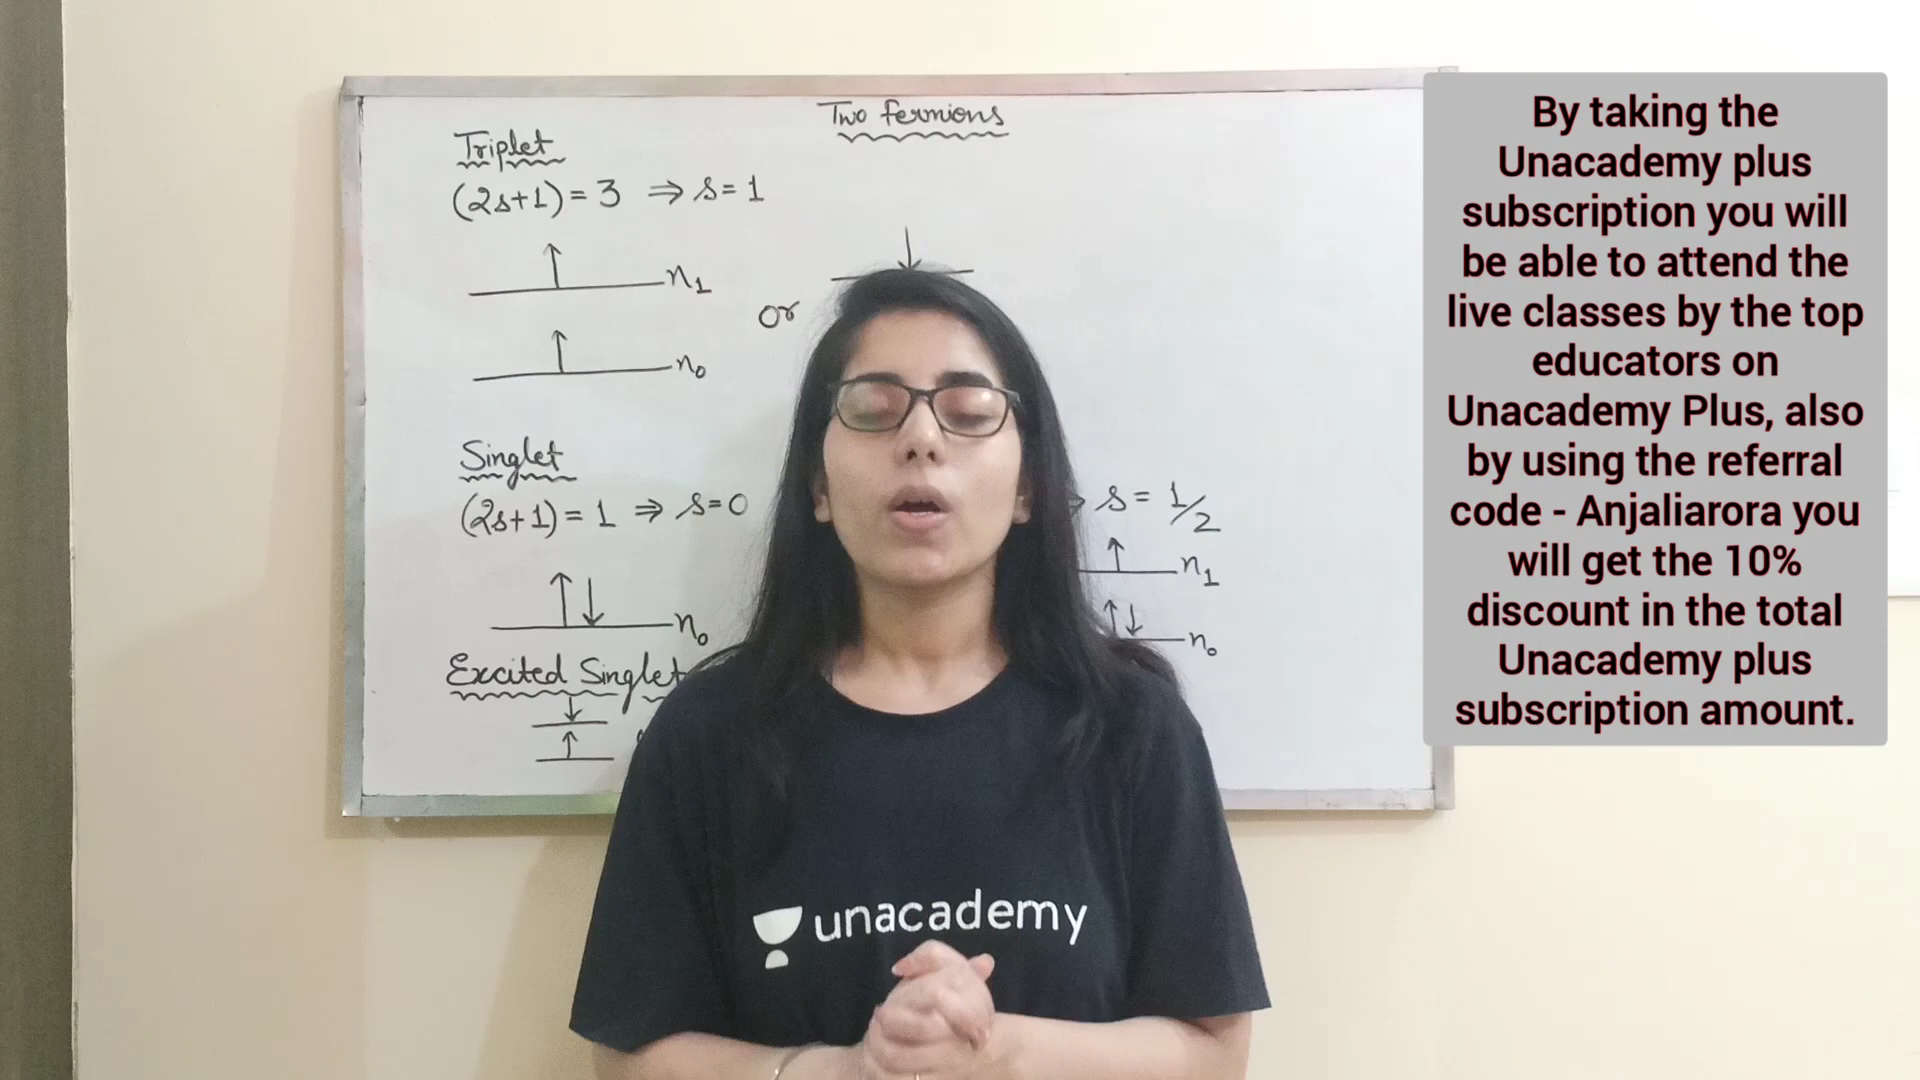 Two fermions
Triplet
(2s+1) = 3 ⇒ s = 1
n₁
or
n₀
Singlet
(2s+1) = 1 ⇒ s = 0
n₀
Excited Singlet
s = 1/2
n₁
n₀
By taking the
Unacademy plus
subscription you will
be able to attend the
live classes by the top
educators on
Unacademy Plus, also
by using the referral
code - Anjaliarora you
will get the 10%
discount in the total
Unacademy plus
subscription amount.
unacademy